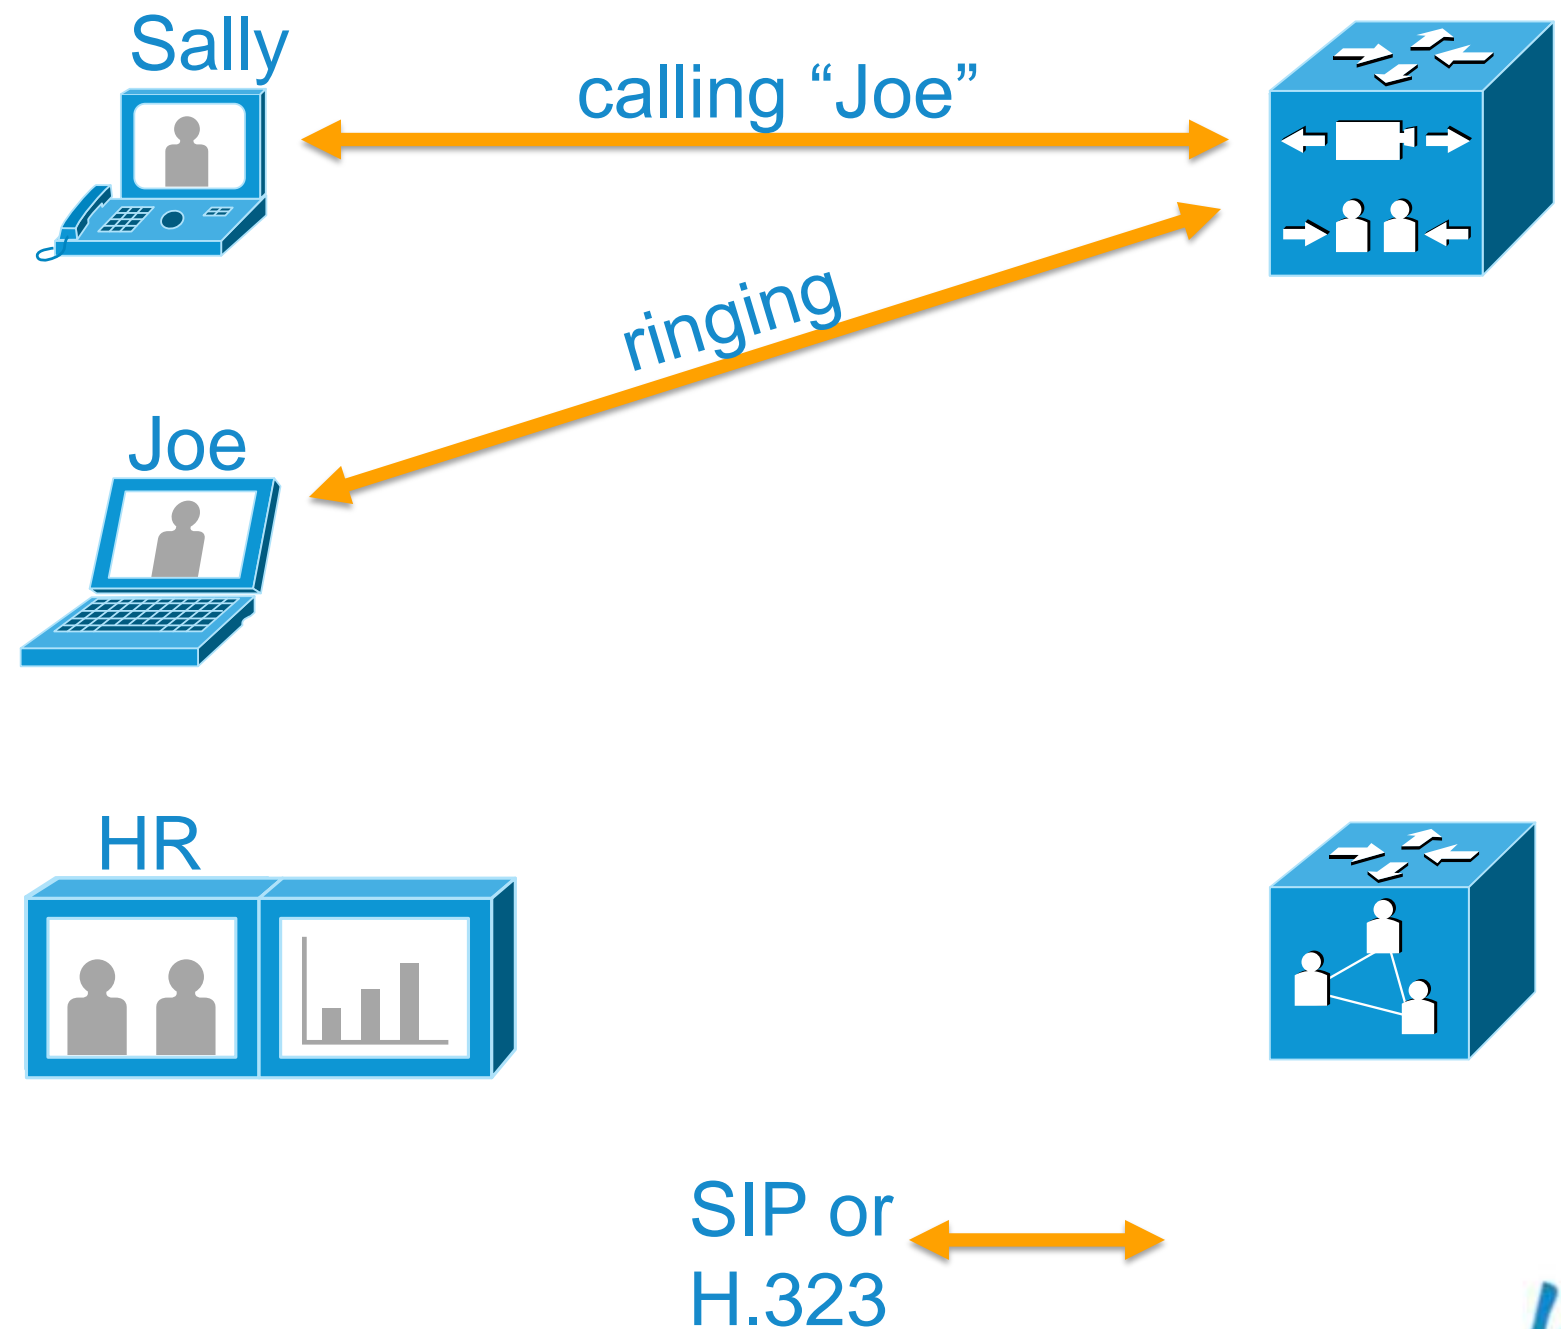 Sally
calling “Joe”
ringing
Joe
HR
SIP or
H.323